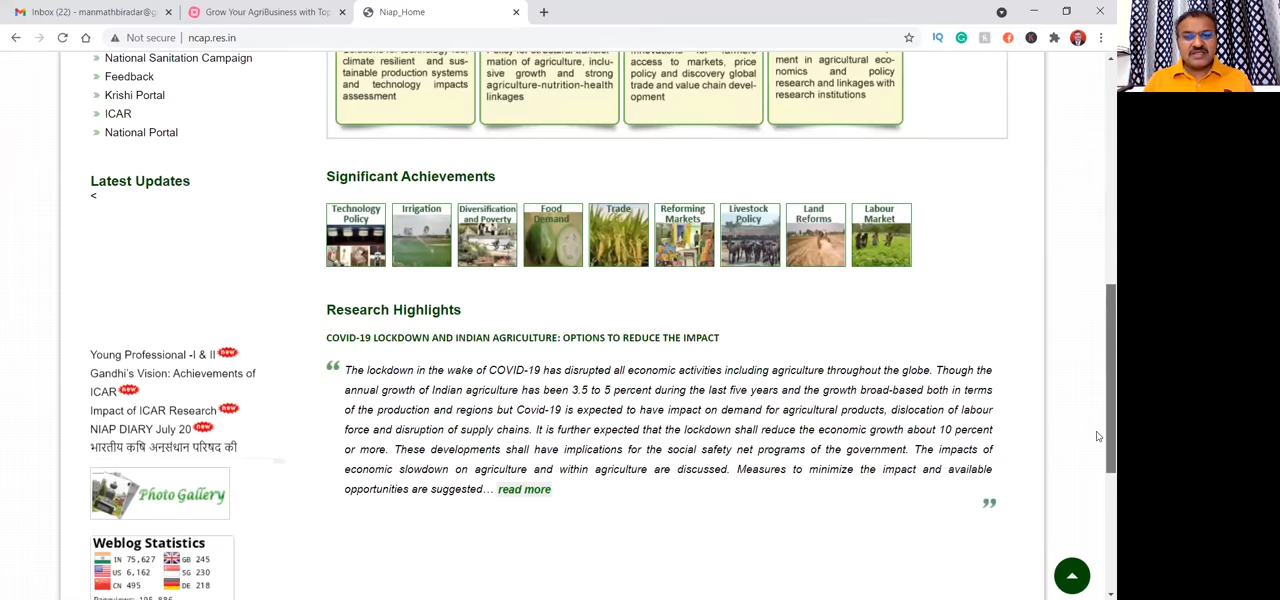 Inbox (22) - manmathbiradar@g
Grow Your AgriBusiness with Top
Niap_Home
Not secure | ncap.res.in
National Sanitation Campaign
Feedback
Krishi Portal
ICAR
National Portal
climate resilient and sus-
tainable production systems
and technology impacts
assessment
mation of agriculture, inclu-
sive growth and strong
agriculture-nutrition-health
linkages
access to markets, price
policy and discovery global
trade and value chain devel-
opment
ment in agricultural eco-
nomics and policy
research and linkages with
research institutions
Latest Updates
<
Significant Achievements
Technology Policy
Irrigation
Diversification and Poverty
Food Demand
Trade
Reforming Markets
Livestock Policy
Land Reforms
Labour Market
Research Highlights
COVID-19 LOCKDOWN AND INDIAN AGRICULTURE: OPTIONS TO REDUCE THE IMPACT
The lockdown in the wake of COVID-19 has disrupted all economic activities including agriculture throughout the globe. Though the
annual growth of Indian agriculture has been 3.5 to 5 percent during the last five years and the growth broad-based both in terms
of the production and regions but Covid-19 is expected to have impact on demand for agricultural products, dislocation of labour
force and disruption of supply chains. It is further expected that the lockdown shall reduce the economic growth about 10 percent
or more. These developments shall have implications for the social safety net programs of the government. The impacts of
economic slowdown on agriculture and within agriculture are discussed. Measures to minimize the impact and available
opportunities are suggested… read more
Young Professional -I & II new
Gandhi's Vision: Achievements of
ICAR new
Impact of ICAR Research new
NIAP DIARY July 20 new
भारतीय कृषि अनुसंधान परिषद की
Photo Gallery
Weblog Statistics
IN 75,627 GB 245
US 6,162 SG 230
CN 495 DE 218
Pageviews: 195,886